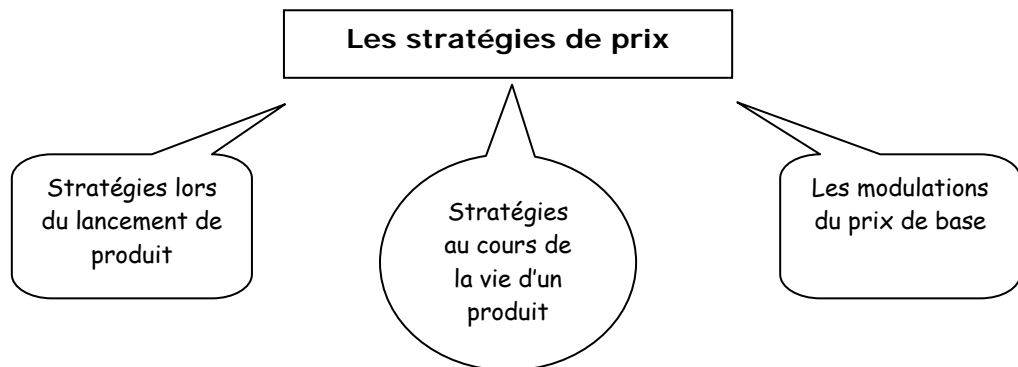 Les stratégies de prix
Stratégies lors
du lancement de
produit
Stratégies
au cours de
la vie d'un
produit
Les modulations
du prix de base